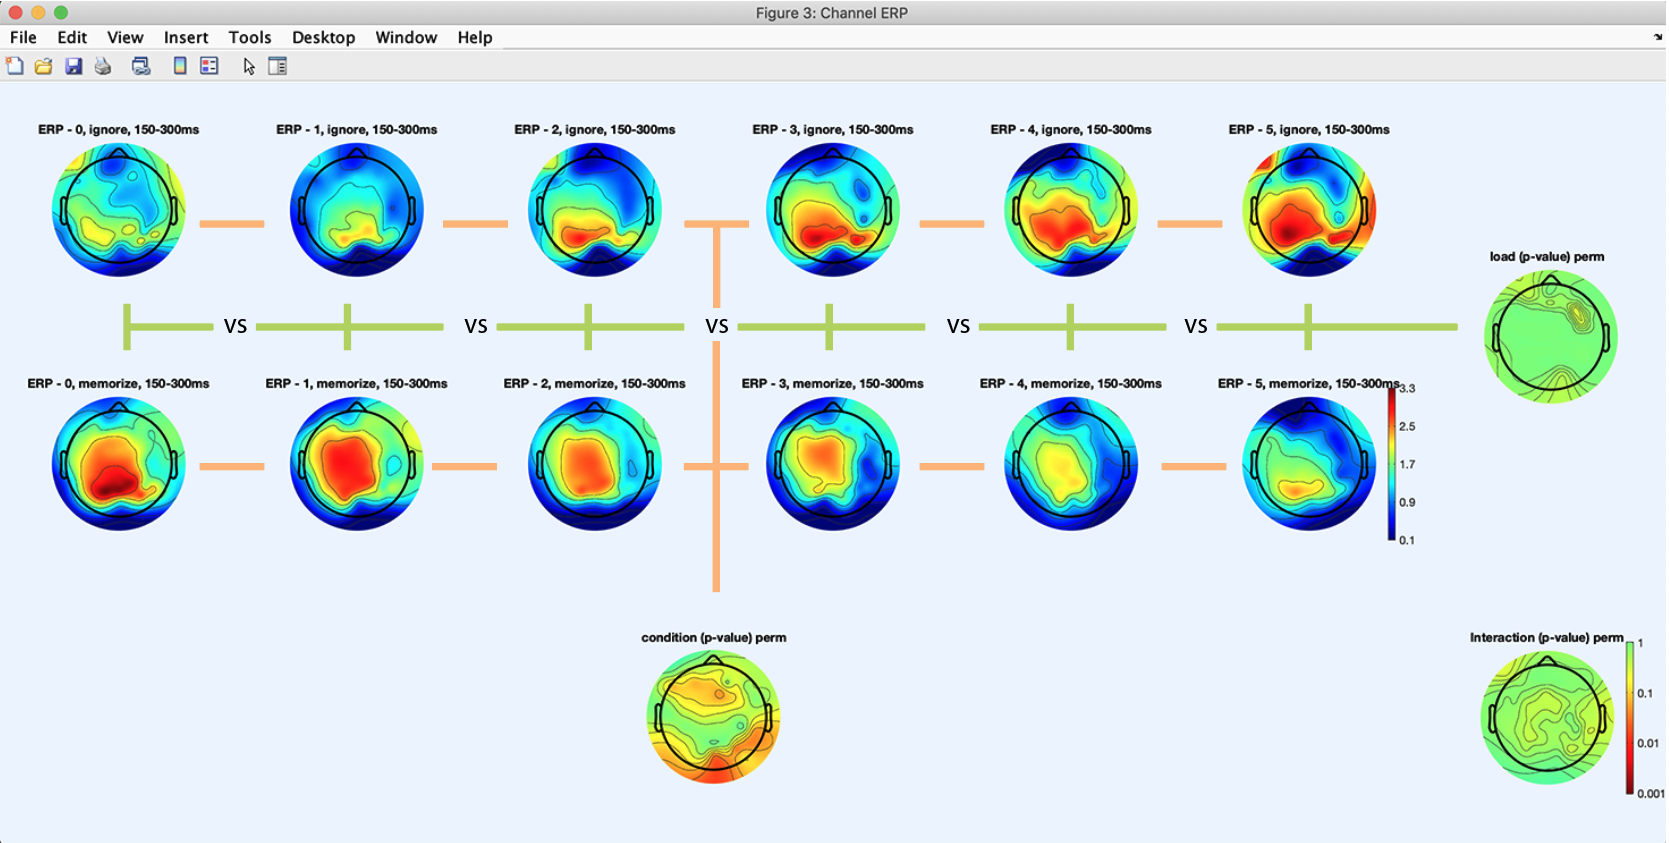 Figure 3: Channel ERP
File Edit View Insert Tools Desktop Window Help
ERP - 0, ignore, 150-300ms
ERP - 1, ignore, 150-300ms
ERP - 2, ignore, 150-300ms
ERP - 3, ignore, 150-300ms
ERP - 4, ignore, 150-300ms
ERP - 5, ignore, 150-300ms
load (p-value) perm
VS
VS
VS
VS
VS
ERP - 0, memorize, 150-300ms
ERP - 1, memorize, 150-300ms
ERP - 2, memorize, 150-300ms
ERP - 3, memorize, 150-300ms
ERP - 4, memorize, 150-300ms
ERP - 5, memorize, 150-300ms
3.3
2.5
1.7
0.9
0.1
condition (p-value) perm
Interaction (p-value) perm
1
0.1
0.01
0.001